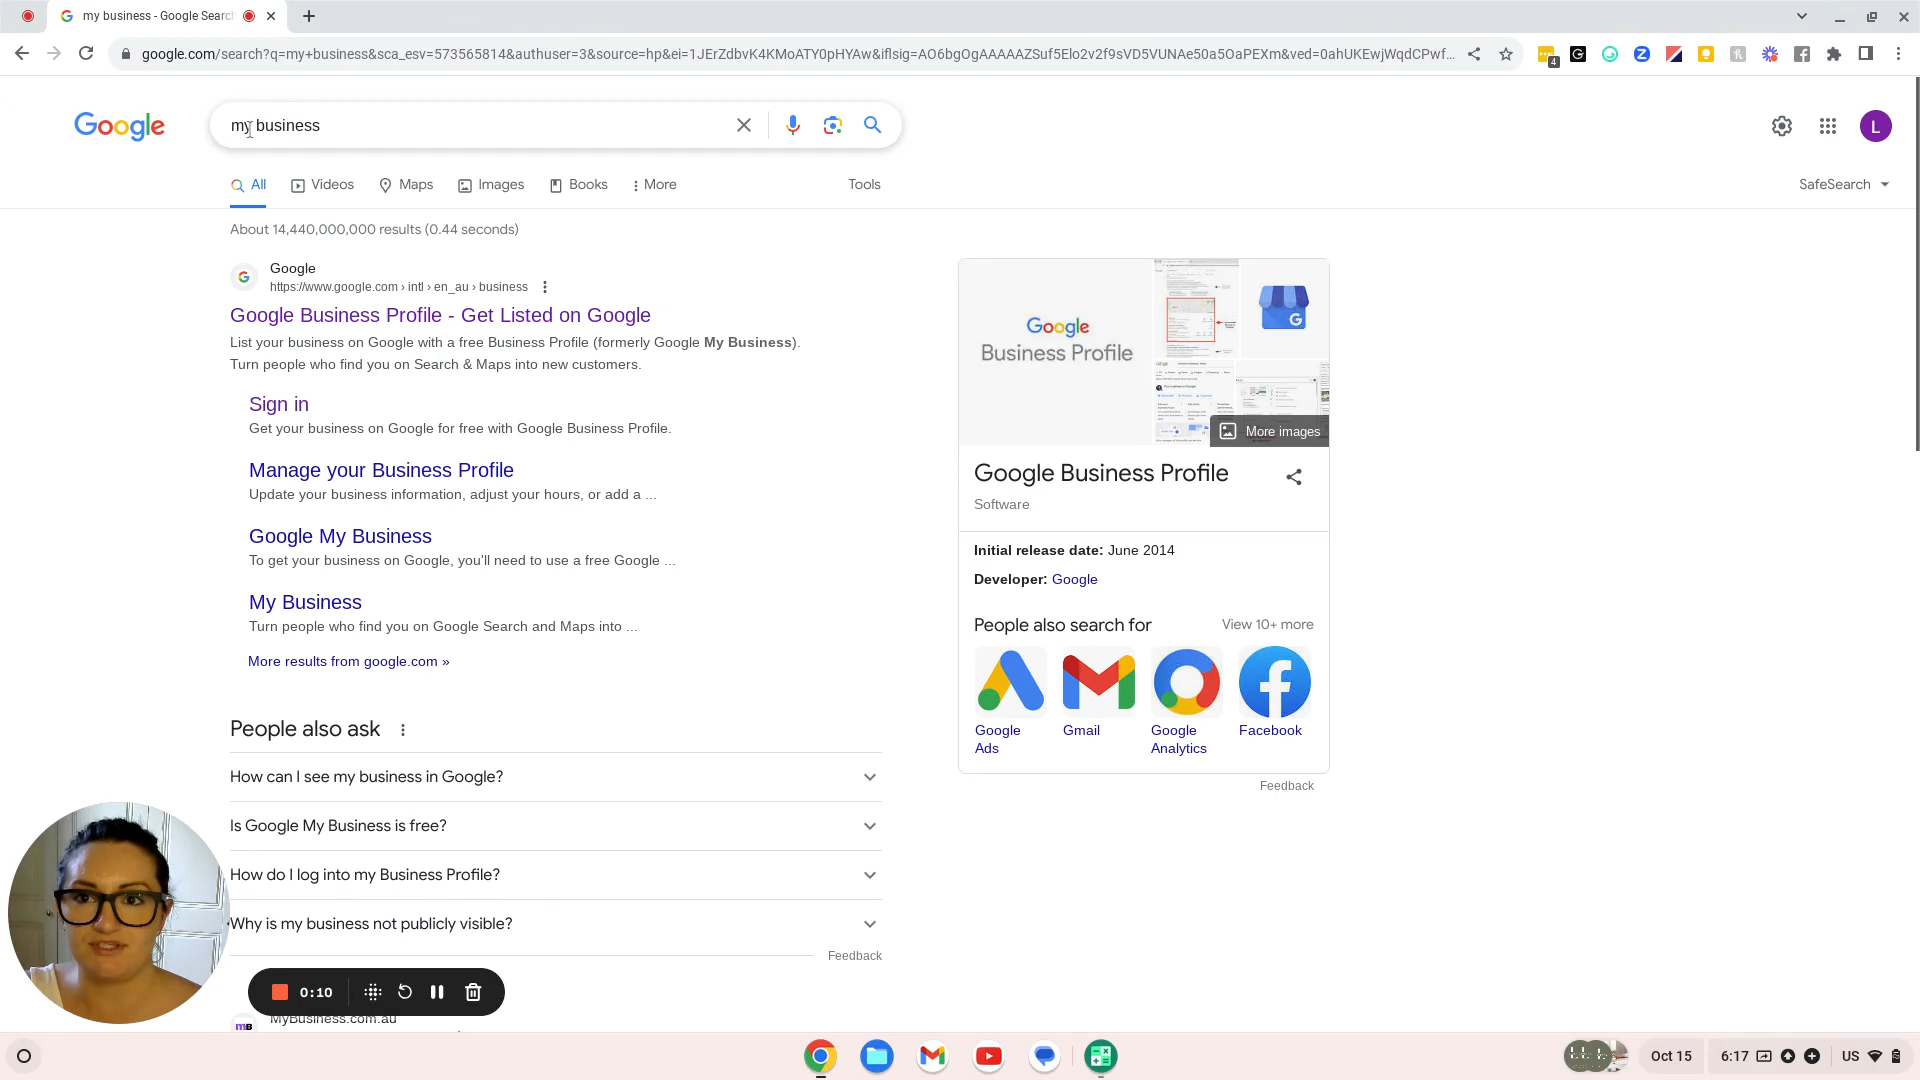 my business - Google Search
google.com/search?q=my+business&sca_esv=573565814&authuser=3&source=hp&ei=1JErZdbvK4KMoATY0pHYAw&iflsig=AO6bgOgAAAAAZSuf5Elo2v2f9sVD5VUNAe50a5OaPEXm&ved=0ahUKEwjWqdCPwf...
4
Google
my business
L
All
Videos
Maps
Images
Books
More
Tools
SafeSearch
About 14,440,000,000 results (0.44 seconds)
Google
https://www.google.com › intl › en_au › business
Google Business Profile - Get Listed on Google
List your business on Google with a free Business Profile (formerly Google My Business).
Turn people who find you on Search & Maps into new customers.
Sign in
Get your business on Google for free with Google Business Profile.
Manage your Business Profile
Update your business information, adjust your hours, or add a ...
Google My Business
To get your business on Google, you'll need to use a free Google ...
My Business
Turn people who find you on Google Search and Maps into ...
More results from google.com »
People also ask
How can I see my business in Google?
Is Google My Business is free?
How do I log into my Business Profile?
Why is my business not publicly visible?
Feedback
MyBusiness.com.au
Google
Business Profile
More images
Google Business Profile
Software
Initial release date: June 2014
Developer: Google
People also search for
View 10+ more
Google
Ads
Gmail
Google
Analytics
Facebook
Feedback
0:10
Oct 15
6:17
US